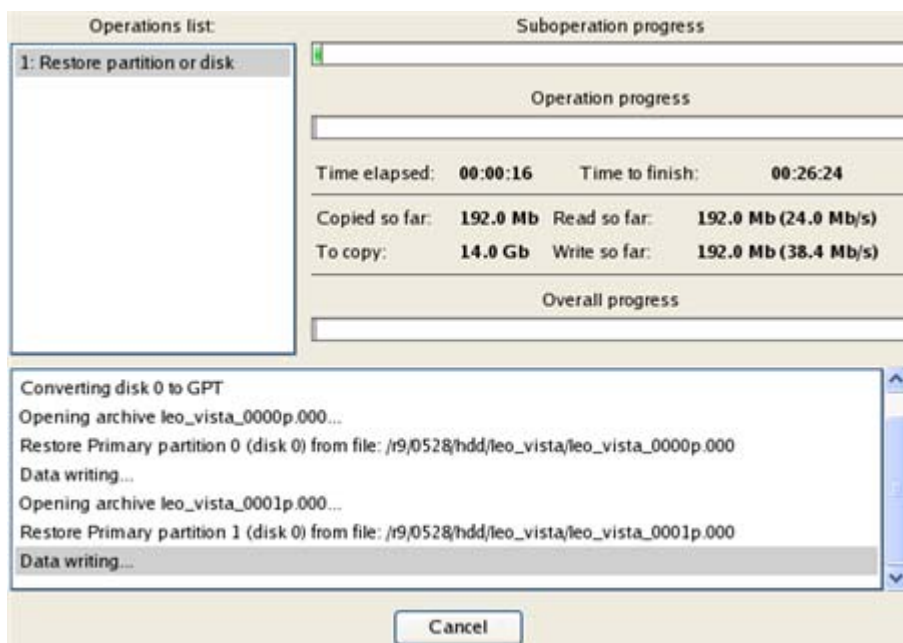 Operations list:
1: Restore partition or disk
Suboperation progress
Operation progress
Time elapsed: 00:00:16 Time to finish: 00:26:24
Copied so far: 192.0 Mb Read so far: 192.0 Mb (24.0 Mb/s)
To copy: 14.0 Gb Write so far: 192.0 Mb (38.4 Mb/s)
Overall progress
Converting disk 0 to GPT
Opening archive leo_vista_0000p.000...
Restore Primary partition 0 (disk 0) from file: /r9/0528/hdd/leo_vista/leo_vista_0000p.000
Data writing...
Opening archive leo_vista_0001p.000...
Restore Primary partition 1 (disk 0) from file: /r9/0528/hdd/leo_vista/leo_vista_0001p.000
Data writing...
Cancel